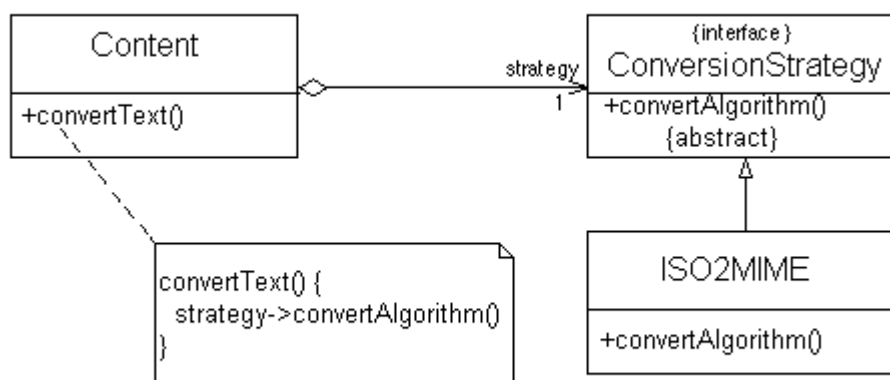 Content
+convertText()
strategy
1
{interface}
ConversionStrategy
+convertAlgorithm()
{abstract}
convertText() {
strategy->convertAlgorithm()
}
ISO2MIME
+convertAlgorithm()